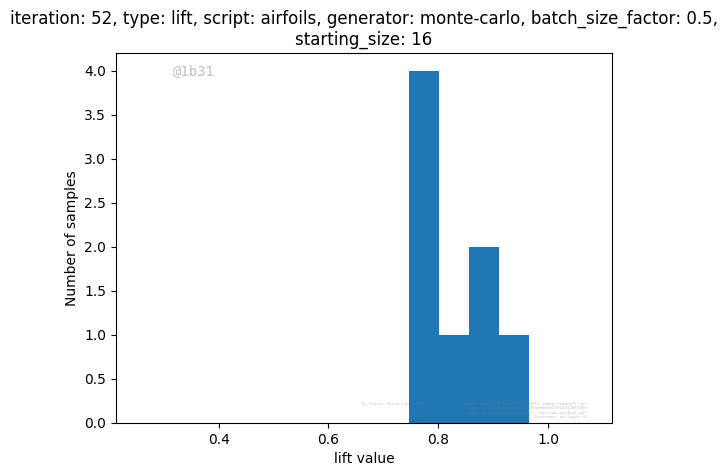 iteration: 52, type: lift, script: airfoils, generator: monte-carlo, batch_size_factor: 0.5,
starting_size: 16
@1b31
4.0
3.5
3.0
2.5
2.0
1.5
1.0
0.5
0.0
Number of samples
0.4 0.6 0.8 1.0
lift value